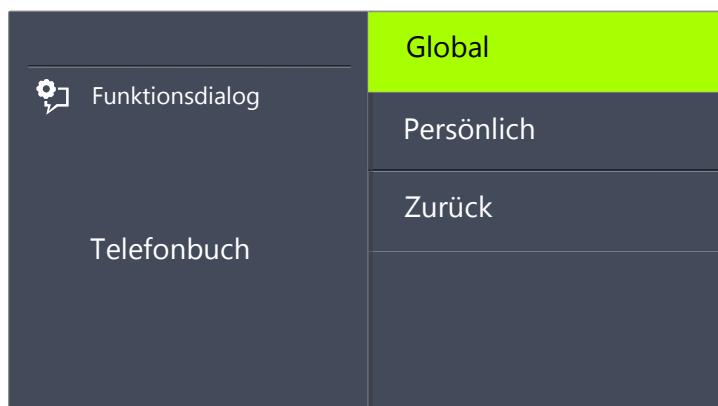 Funktionsdialog
Telefonbuch
Global
Persönlich
Zurück